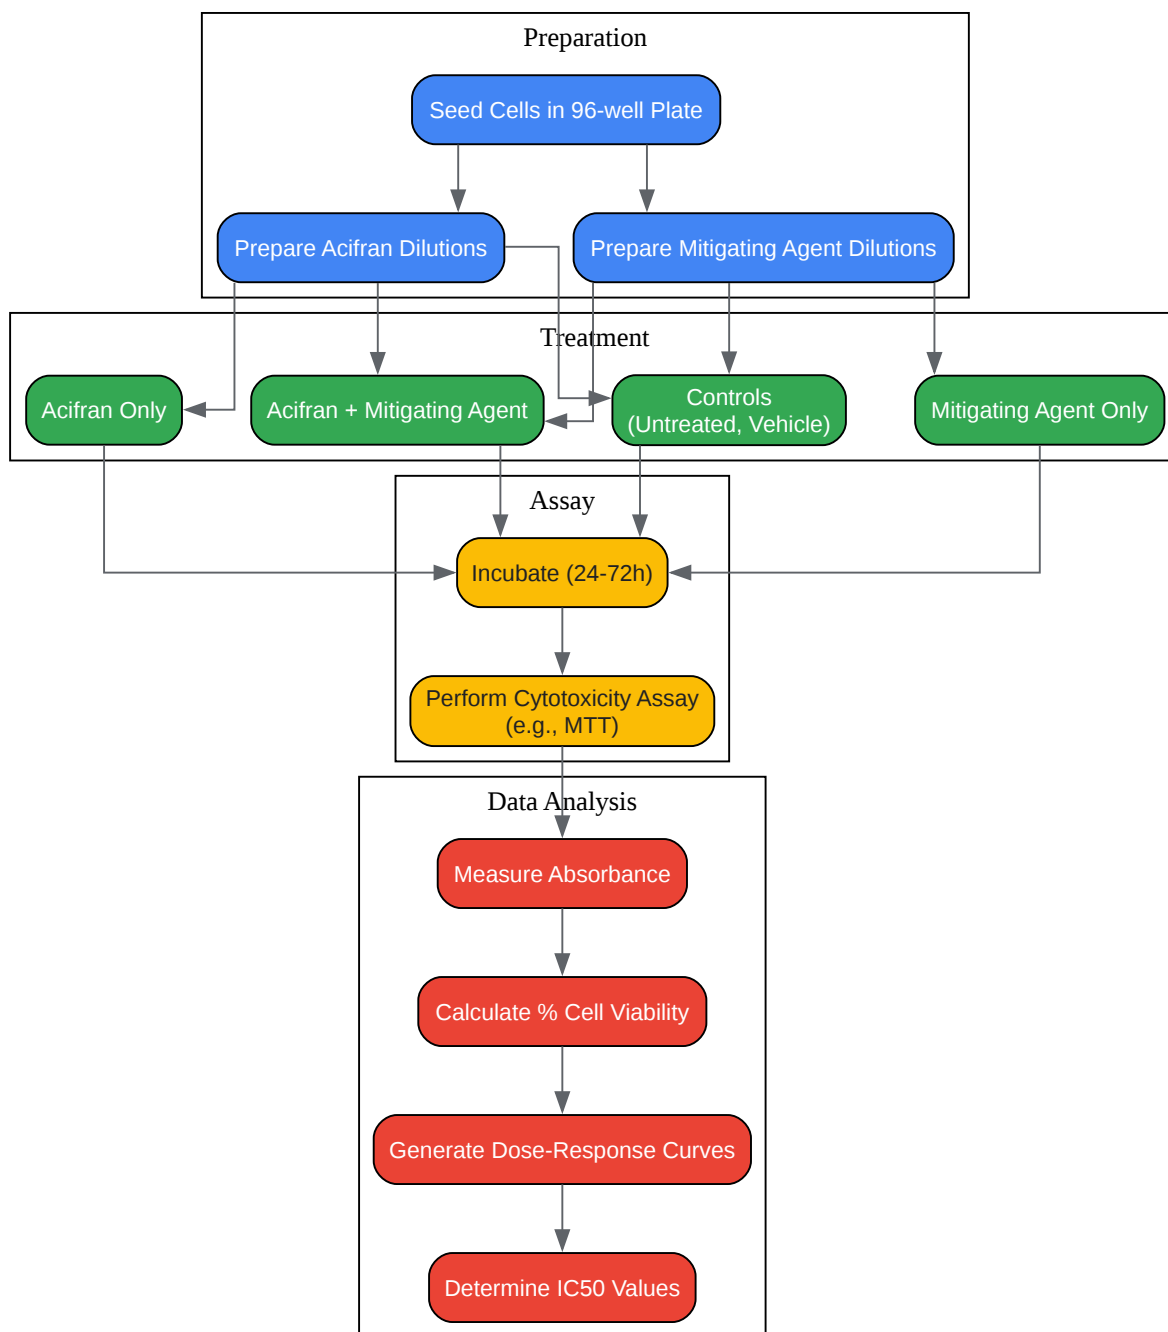 Preparation
Seed Cells in 96-well Plate
Prepare Acifran Dilutions
Prepare Mitigating Agent Dilutions
Treatment
Acifran Only
Acifran + Mitigating Agent
Controls
(Untreated, Vehicle)
Mitigating Agent Only
Assay
Incubate (24-72h)
Perform Cytotoxicity Assay
(e.g., MTT)
Data Analysis
Measure Absorbance
Calculate % Cell Viability
Generate Dose-Response Curves
Determine IC50 Values